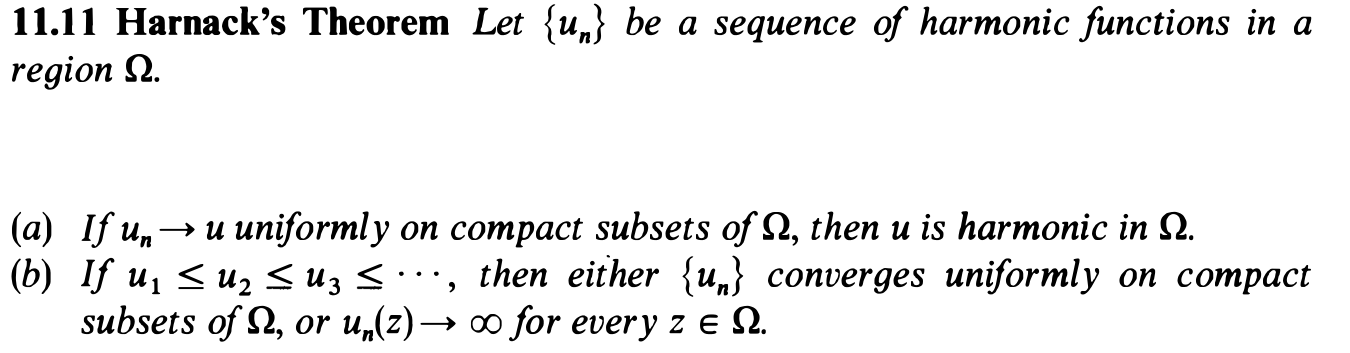 11.11 Harnack's Theorem Let {uₙ} be a sequence of harmonic functions in a
region Ω.
(a) If uₙ → u uniformly on compact subsets of Ω, then u is harmonic in Ω.
(b) If u₁ ≤ u₂ ≤ u₃ ≤ ···, then either {uₙ} converges uniformly on compact
subsets of Ω, or uₙ(z) → ∞ for every z ∈ Ω.